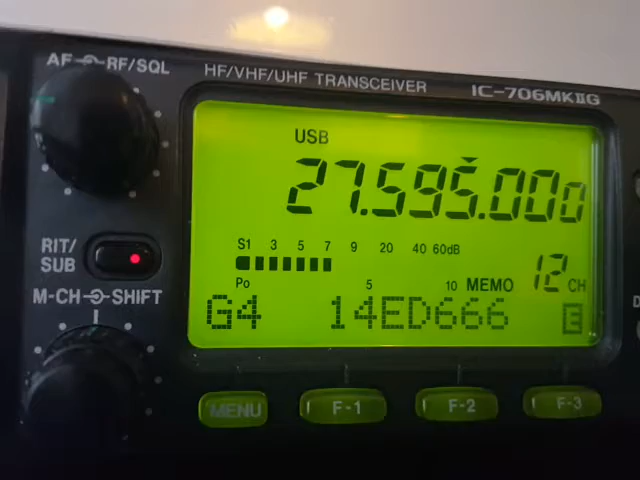 AF RF/SQL
HF/VHF/UHF TRANSCEIVER
IC-706MKIIG
USB
27.595.000
RIT/
SUB
S1 3 5 7 9 20 40 60dB
Po 5 10 MEMO 12 CH
M-CH SHIFT
G4 14ED666 E
MENU F-1 F-2 F-3